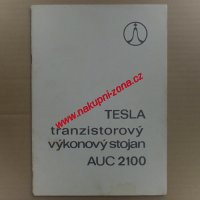 TESLA
tranzistorový
výkonový stojan
AUC 2100
www.nakupni-zona.cz